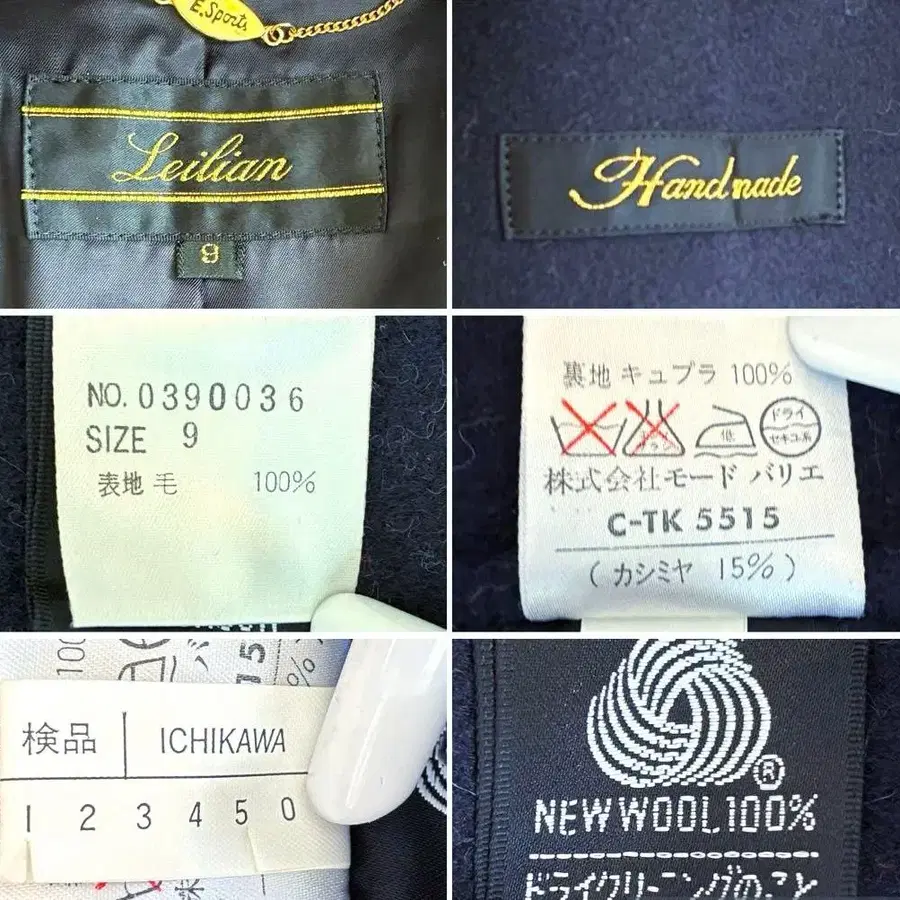 E.Sports
Leilian
9
Handmade
NO. 0390036
SIZE 9
表地 毛 100%
裏地 キュプラ 100%
エンソ
低
ドライ
セキユ系
株式会社モード バリエ
C-TK 5515
(カシミヤ 15%)
検品 ICHIKAWA
1 2 3 4 5 0
®
NEW WOOL 100%
ドライクリーニングのこと